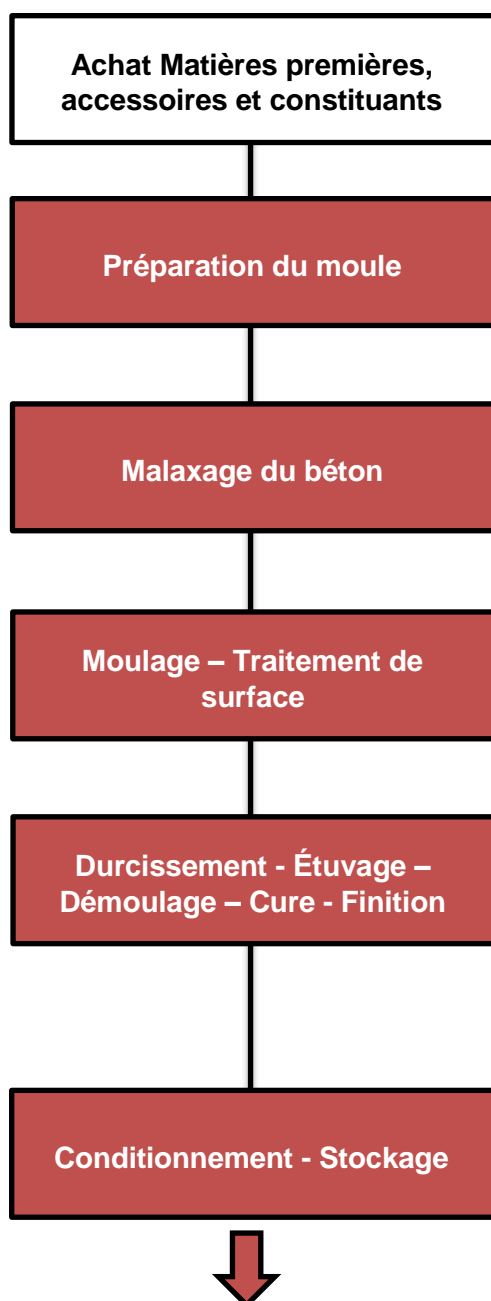 Achat Matières premières,
accessoires et constituants
Préparation du moule
Malaxage du béton
Moulage – Traitement de
surface
Durcissement - Étuvage –
Démoulage – Cure - Finition
Conditionnement - Stockage